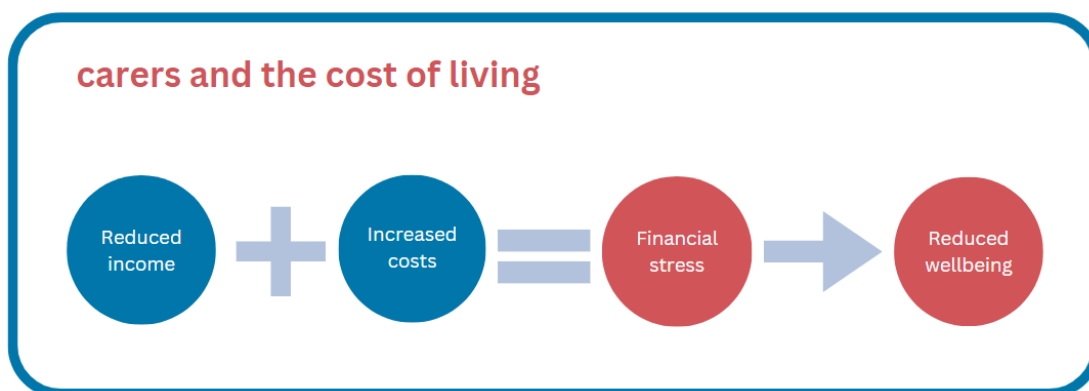 carers and the cost of living
Reduced
income
Increased
costs
Financial
stress
Reduced
wellbeing